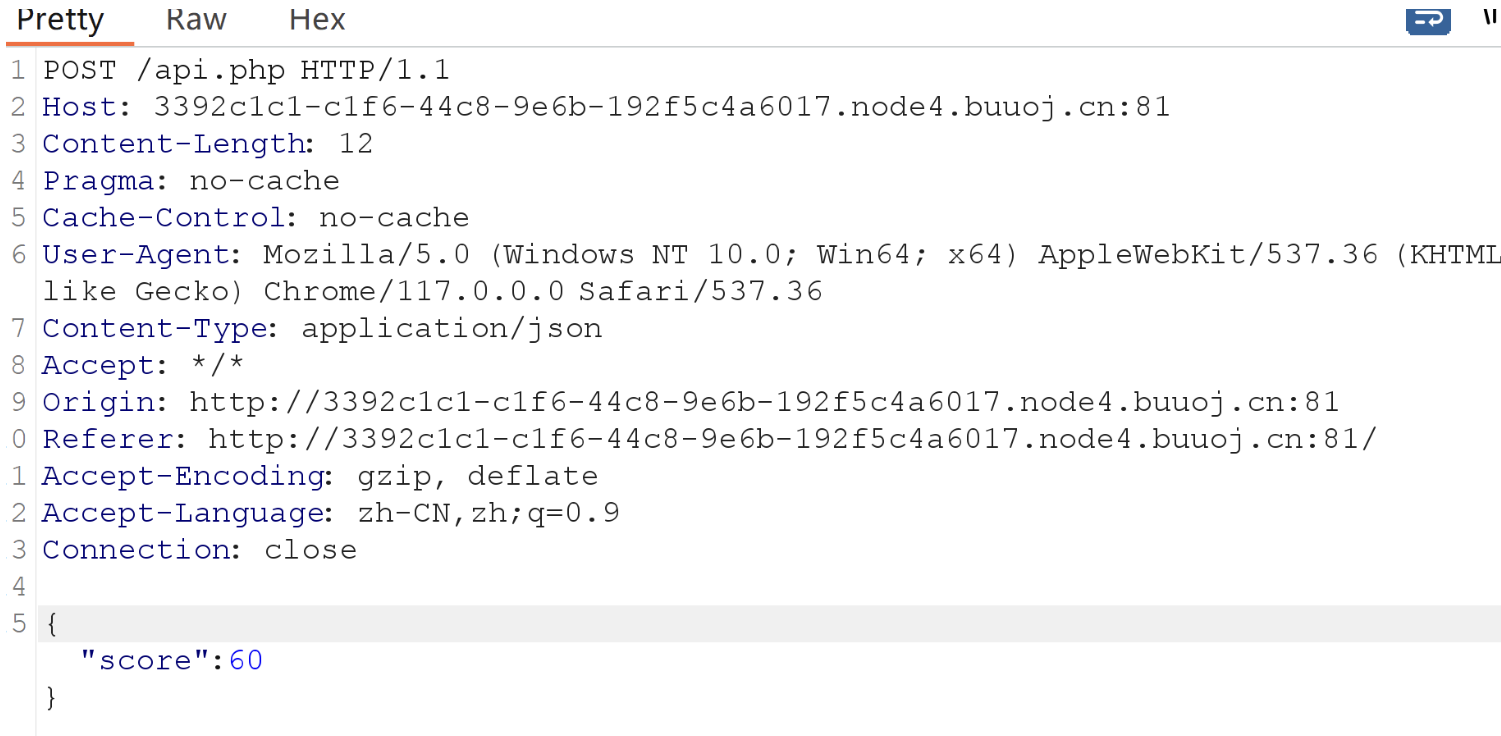 Pretty Raw Hex
1 POST /api.php HTTP/1.1
2 Host: 3392c1c1-c1f6-44c8-9e6b-192f5c4a6017.node4.buuoj.cn:81
3 Content-Length: 12
4 Pragma: no-cache
5 Cache-Control: no-cache
6 User-Agent: Mozilla/5.0 (Windows NT 10.0; Win64; x64) AppleWebKit/537.36 (KHTML
like Gecko) Chrome/117.0.0.0 Safari/537.36
7 Content-Type: application/json
8 Accept: */*
9 Origin: http://3392c1c1-c1f6-44c8-9e6b-192f5c4a6017.node4.buuoj.cn:81
0 Referer: http://3392c1c1-c1f6-44c8-9e6b-192f5c4a6017.node4.buuoj.cn:81/
1 Accept-Encoding: gzip, deflate
2 Accept-Language: zh-CN,zh;q=0.9
3 Connection: close
4
5 {
"score":60
}